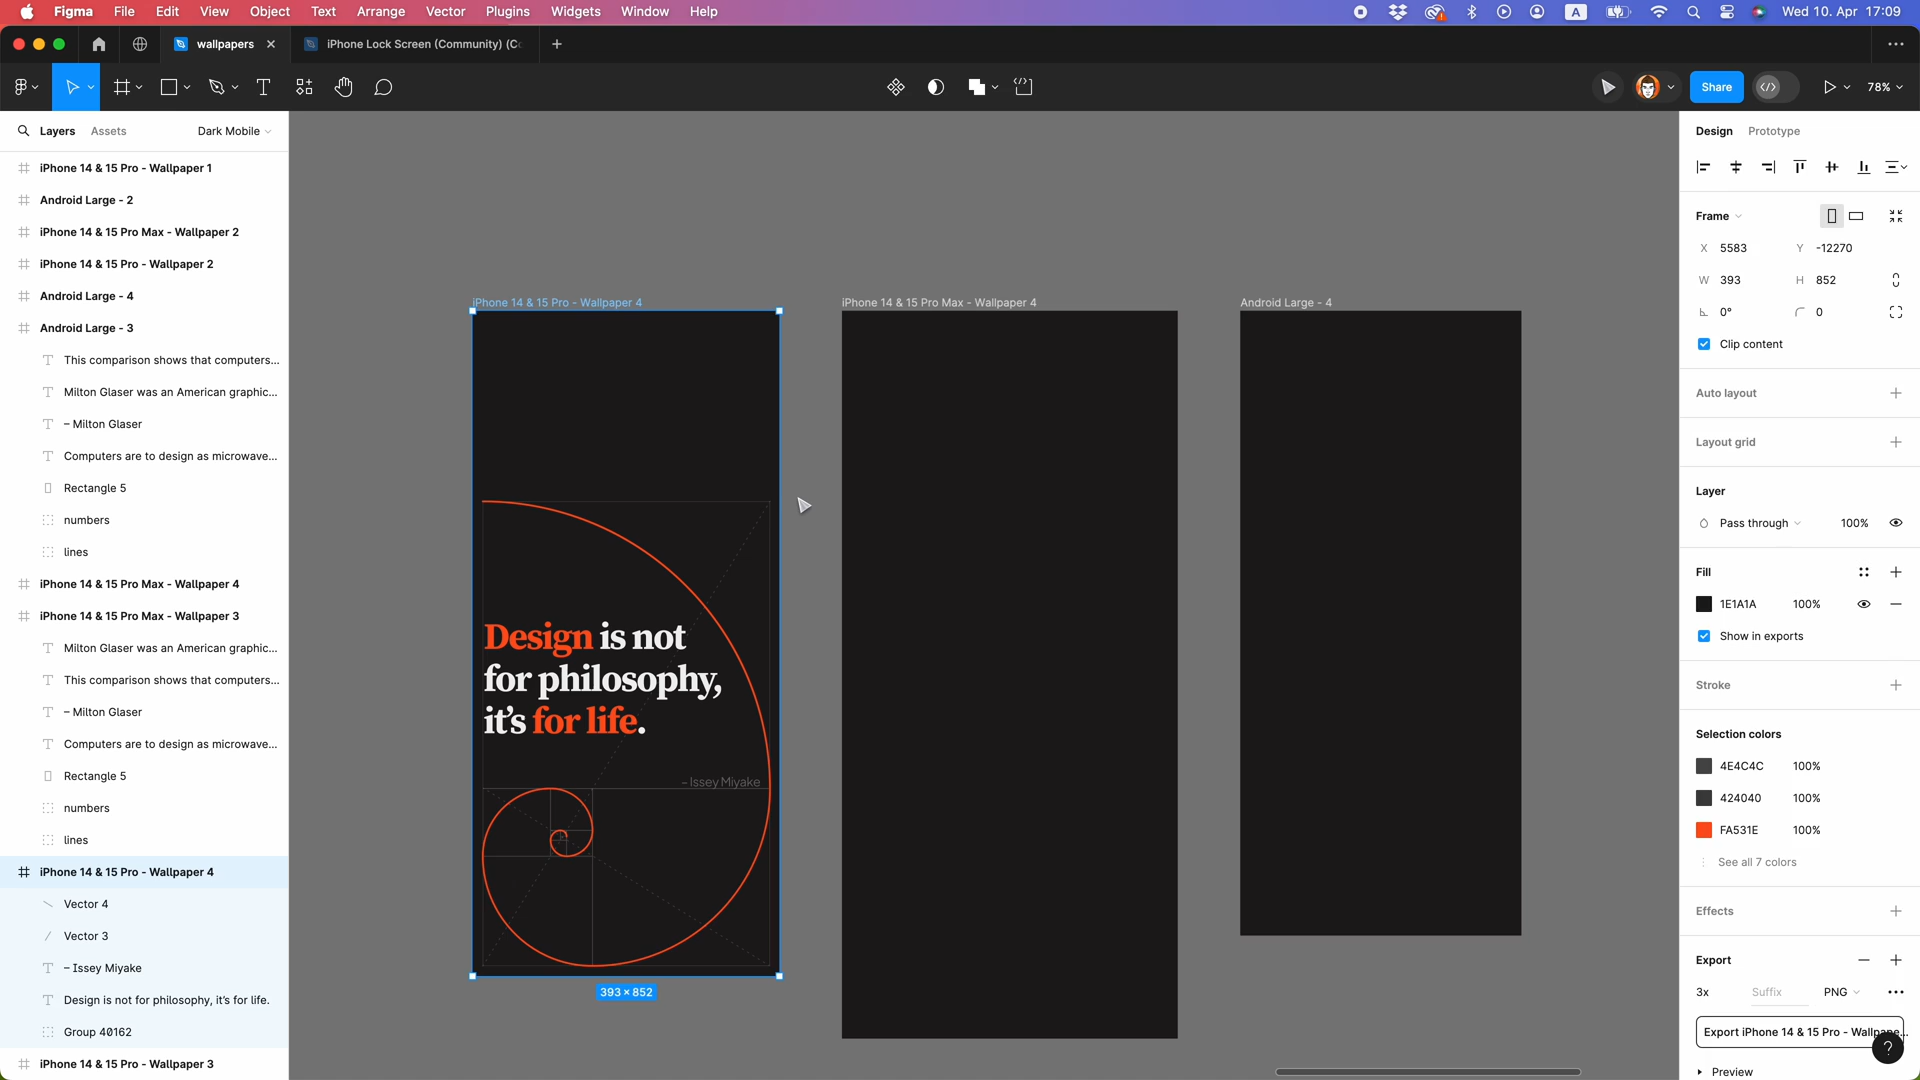 Figma File Edit View Object Text Arrange Vector Plugins Widgets Window Help
A Wed 10. Apr 17:09
wallpapers
iPhone Lock Screen (Community) (Co
Share
78%
Layers Assets Dark Mobile
iPhone 14 & 15 Pro - Wallpaper 1
Android Large - 2
iPhone 14 & 15 Pro Max - Wallpaper 2
iPhone 14 & 15 Pro - Wallpaper 2
Android Large - 4
Android Large - 3
This comparison shows that computers...
Milton Glaser was an American graphic...
– Milton Glaser
Computers are to design as microwave...
Rectangle 5
numbers
lines
iPhone 14 & 15 Pro Max - Wallpaper 4
iPhone 14 & 15 Pro Max - Wallpaper 3
Milton Glaser was an American graphic...
This comparison shows that computers...
– Milton Glaser
Computers are to design as microwave...
Rectangle 5
numbers
lines
iPhone 14 & 15 Pro - Wallpaper 4
Vector 4
Vector 3
– Issey Miyake
Design is not for philosophy, it's for life.
Group 40162
iPhone 14 & 15 Pro - Wallpaper 3
iPhone 14 & 15 Pro - Wallpaper 4
iPhone 14 & 15 Pro Max - Wallpaper 4
Android Large - 4
Design is not
for philosophy,
it's for life.
– Issey Miyake
393 × 852
Design Prototype
Frame
X 5583 Y -12270
W 393 H 852
0° 0
Clip content
Auto layout
Layout grid
Layer
Pass through 100%
Fill
1E1A1A 100%
Show in exports
Stroke
Selection colors
4E4C4C 100%
424040 100%
FA531E 100%
See all 7 colors
Effects
Export
3x Suffix PNG
Export iPhone 14 & 15 Pro - Wallpape...
?
Preview